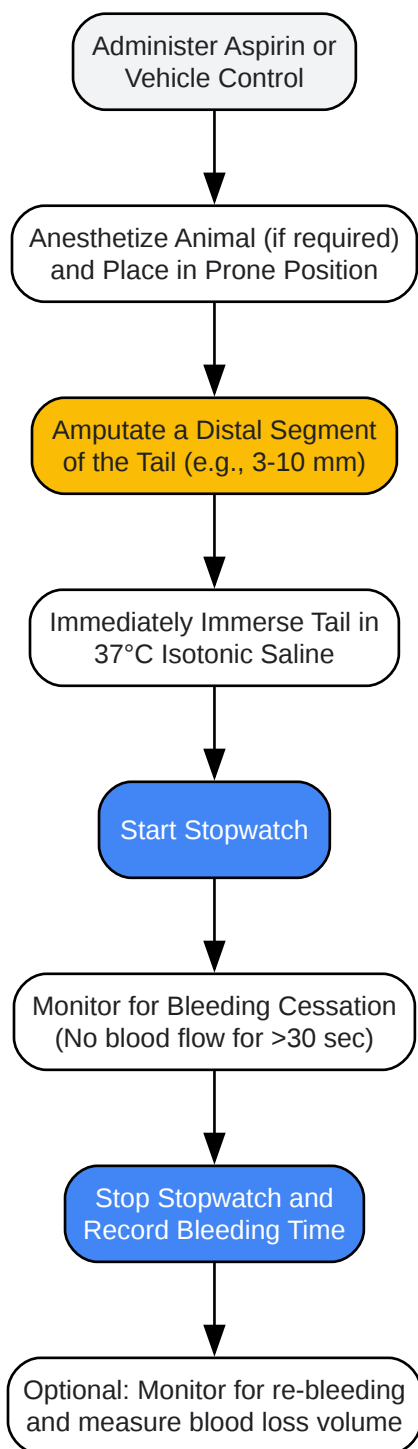 Administer Aspirin or
Vehicle Control
Anesthetize Animal (if required)
and Place in Prone Position
Amputate a Distal Segment
of the Tail (e.g., 3-10 mm)
Immediately Immerse Tail in
37°C Isotonic Saline
Start Stopwatch
Monitor for Bleeding Cessation
(No blood flow for >30 sec)
Stop Stopwatch and
Record Bleeding Time
Optional: Monitor for re-bleeding
and measure blood loss volume